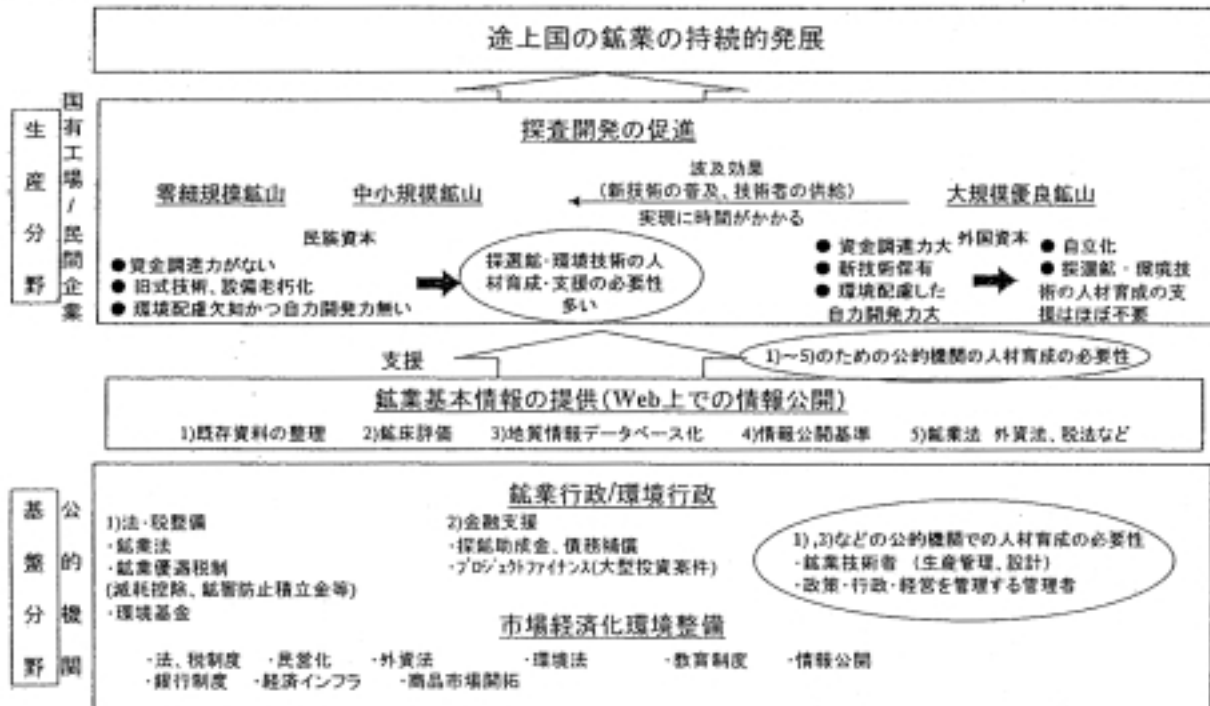 途上国の鉱業の持続的発展
生産分野
国有工場/民間企業
探査開発の促進
零細規模鉱山
中小規模鉱山
波及効果
(新技術の普及、技術者の供給)
実現に時間がかかる
大規模優良鉱山
民族資本
●資金調達力がない
●旧式技術、設備老朽化
●環境配慮欠如かつ自力開発力無い
採選鉱・環境技術の人
材育成・支援の必要性
多い
外国資本
●資金調達力大
●新技術保有
●環境配慮した
自力開発力大
●自立化
●採選鉱・環境技
術の人材育成の支
援はほぼ不要
支援
1)～5)のための公的機関の人材育成の必要性
鉱業基本情報の提供(Web上での情報公開)
1)既存資料の整理 2)鉱床評価 3)地質情報データベース化 4)情報公開基準 5)鉱業法 外資法、税法など
基盤分野
公的機関
鉱業行政/環境行政
1)法・税整備
・鉱業法
・鉱業優遇税制
(減耗控除、鉱害防止積立金等)
・環境基金
2)金融支援
・探鉱助成金、債務補償
・プロジェクトファイナンス(大型投資案件)
1),3)などの公的機関での人材育成の必要性
・鉱業技術者 (生産管理、設計)
・政策・行政・経営を管理する管理者
市場経済化環境整備
・法、税制度 ・民営化 ・外資法 ・環境法 ・教育制度 ・情報公開
・銀行制度 ・経済インフラ ・商品市場開拓